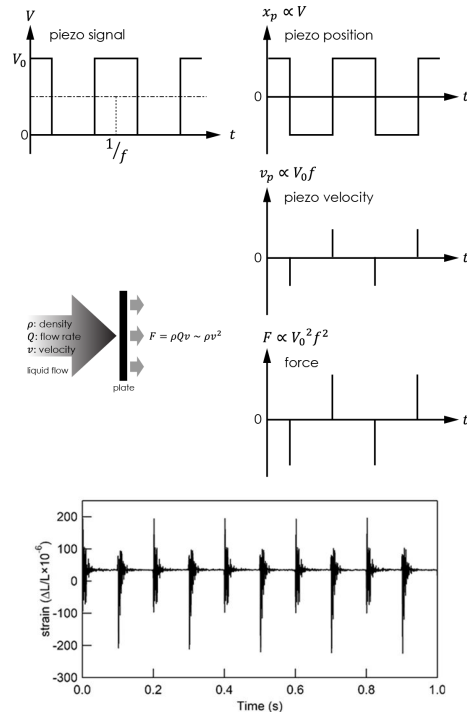 V
piezo signal
V₀
0
t
1/f
xₚ ∝ V
piezo position
0
t
vₚ ∝ V₀f
piezo velocity
0
t
ρ: density
Q: flow rate
v: velocity
liquid flow
F = ρQv ~ ρv²
plate
F ∝ V₀²f²
force
0
t
strain (ΔL/L×10⁻⁶)
200
100
0
-100
-200
-300
0.0 0.2 0.4 0.6 0.8 1.0
Time (s)